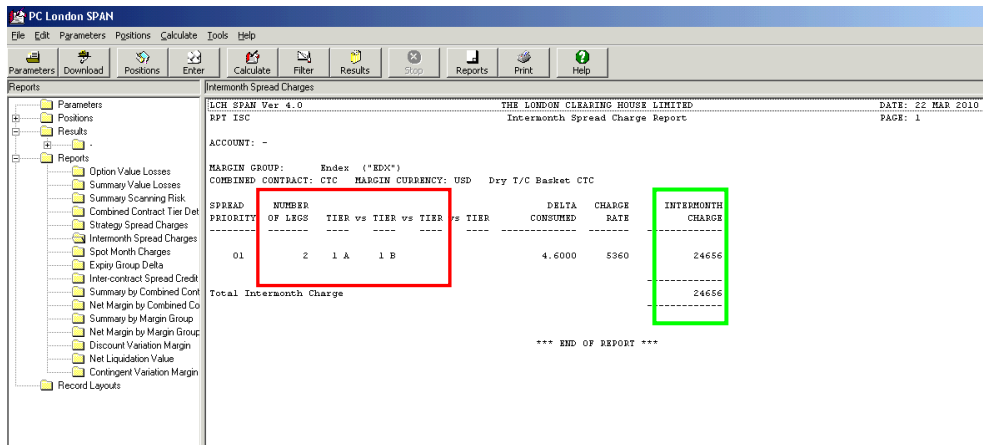 PC London SPAN
File Edit Parameters Positions Calculate Tools Help
Parameters Download Positions Enter Calculate Filter Results Stop Reports Print Help
Reports
Parameters
Positions
Results
-
Reports
Option Value Losses
Summary Value Losses
Summary Scanning Risk
Combined Contract Tier Det
Strategy Spread Charges
Intermonth Spread Charges
Spot Month Charges
Expiry Group Delta
Inter-contract Spread Credit
Summary by Combined Cont
Net Margin by Combined Co
Summary by Margin Group
Net Margin by Margin Group
Discount Variation Margin
Net Liquidation Value
Contingent Variation Margin
Record Layouts
Intermonth Spread Charges
LCH SPAN Ver 4.0 THE LONDON CLEARING HOUSE LIMITED DATE: 22 MAR 2010
RPT ISC Intermonth Spread Charge Report PAGE: 1
ACCOUNT: -
MARGIN GROUP: Endex ("EDX")
COMBINED CONTRACT: CTC MARGIN CURRENCY: USD Dry T/C Basket CTC
SPREAD NUMBER DELTA CHARGE INTERMONTH
PRIORITY OF LEGS TIER vs TIER vs TIER vs TIER CONSUMED RATE CHARGE
-------- ------- ---- ---- ---- ---- ------------ ------- -------------
01 2 1 A 1 B 4.6000 5360 24656
-------------
Total Intermonth Charge 24656
-------------
*** END OF REPORT ***